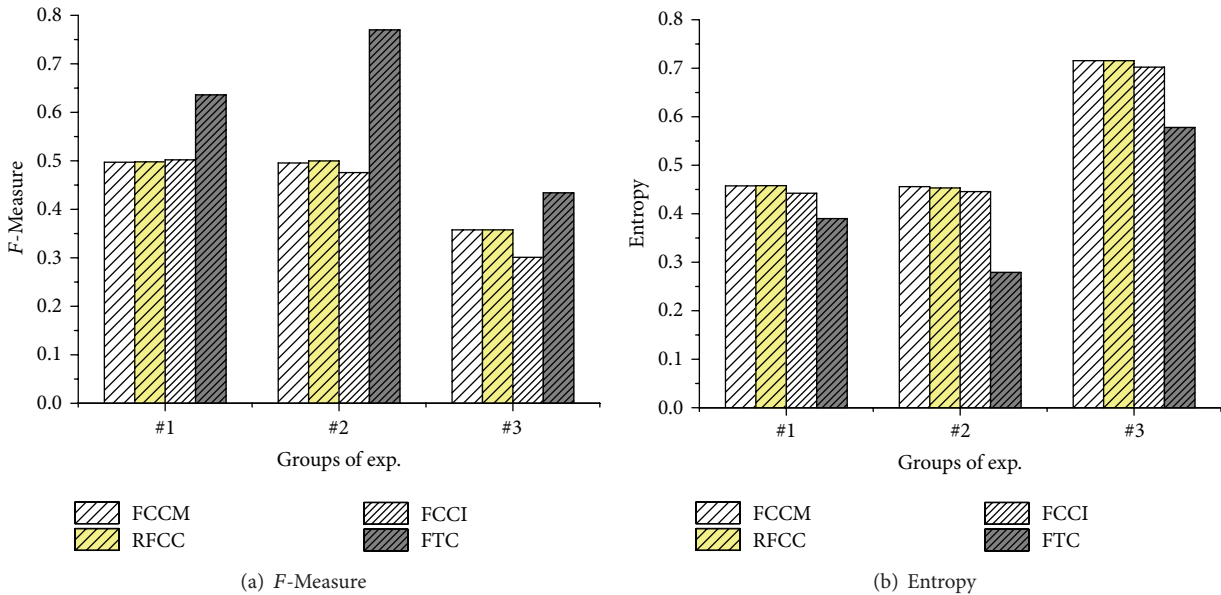 0.8
0.7
0.6
0.5
0.4
0.3
0.2
0.1
0.0
F-Measure
#1
#2
#3
Groups of exp.
FCCM
FCCI
RFCC
FTC
(a) F-Measure
0.8
0.7
0.6
0.5
0.4
0.3
0.2
0.1
0.0
Entropy
#1
#2
#3
Groups of exp.
FCCM
FCCI
RFCC
FTC
(b) Entropy